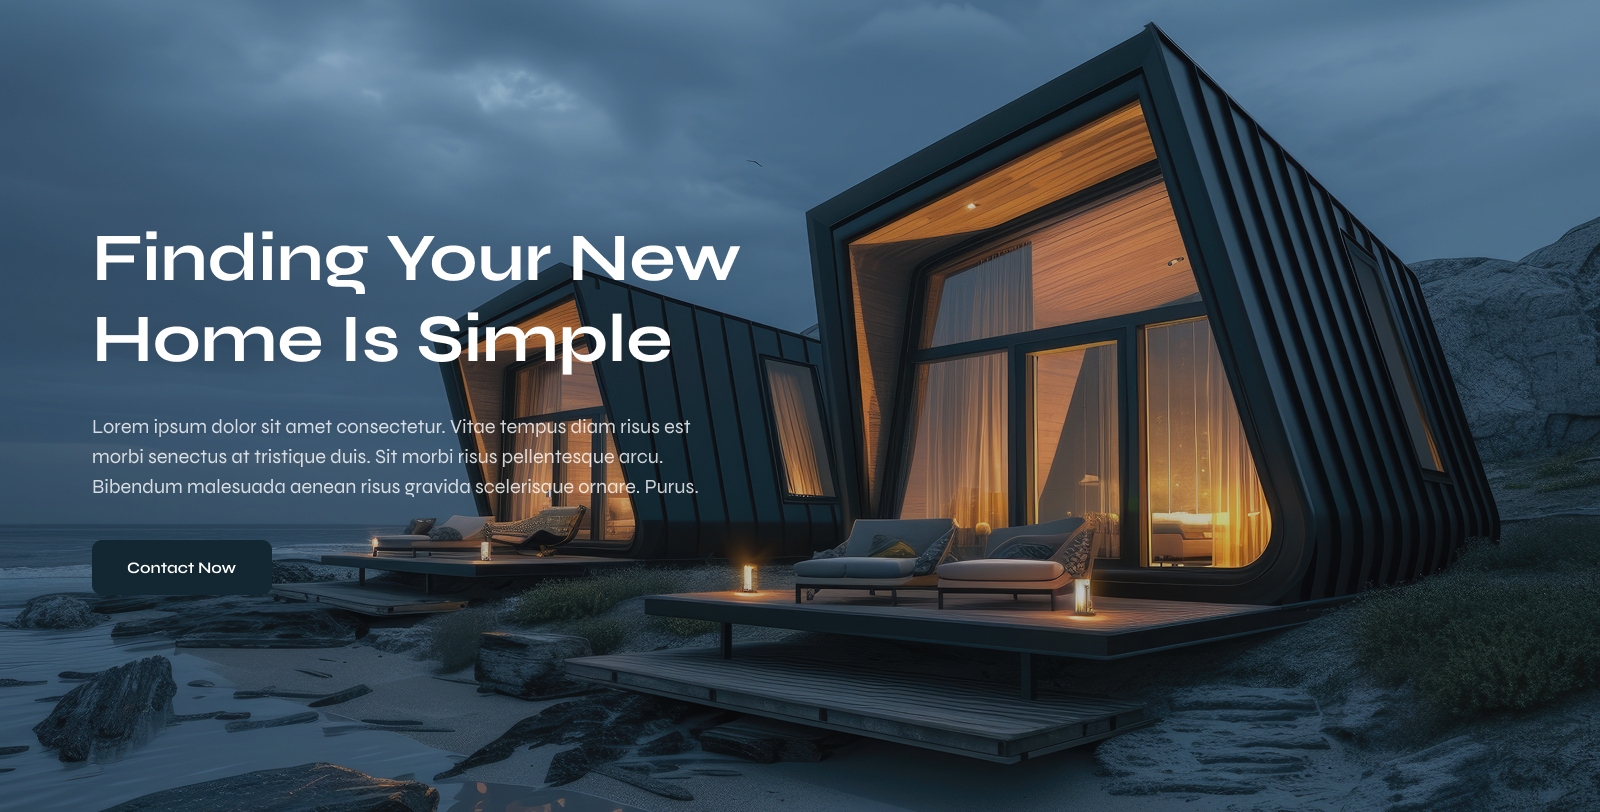 Finding Your New
Home Is Simple
Lorem ipsum dolor sit amet consectetur. Vitae tempus diam risus est
morbi senectus at tristique duis. Sit morbi risus pellentesque arcu.
Bibendum malesuada aenean risus gravida scelerisque ornare. Purus.
Contact Now